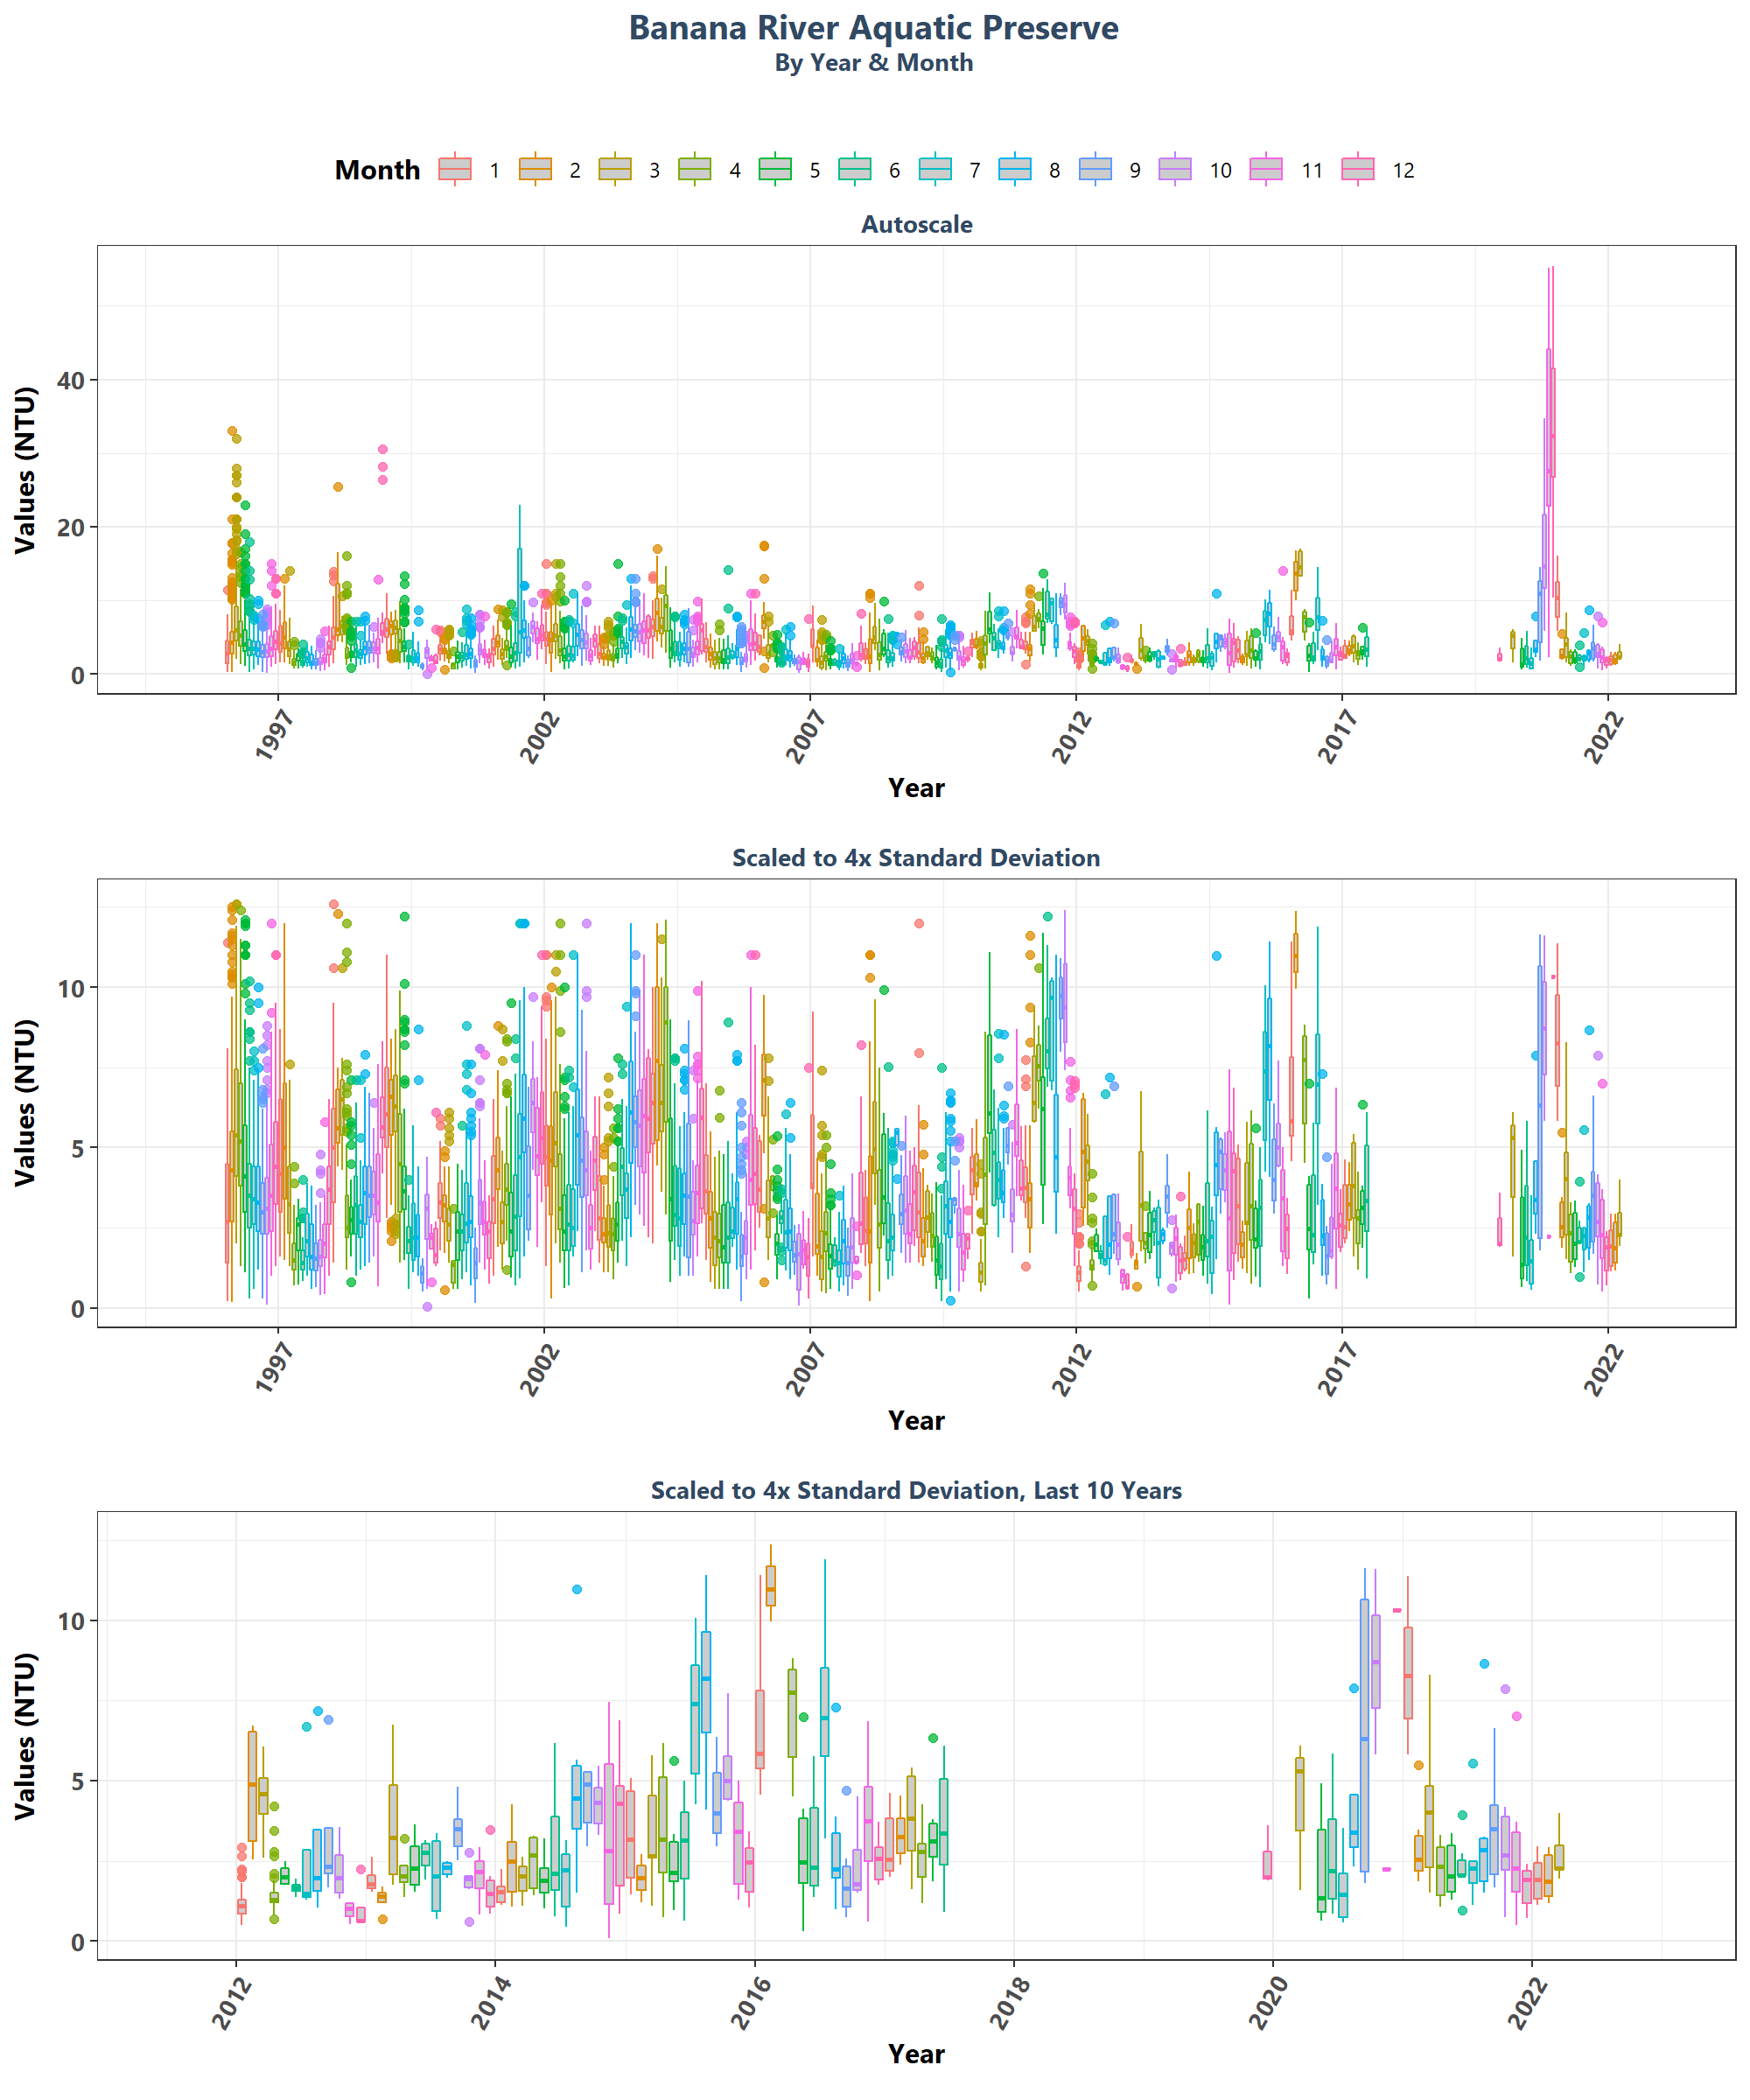 Banana River Aquatic Preserve
By Year & Month
Month 1 2 3 4 5 6 7 8 9 10 11 12
Autoscale
Values (NTU)
40
20
0
1997 2002 2007 2012 2017 2022
Year
Scaled to 4x Standard Deviation
Values (NTU)
10
5
0
1997 2002 2007 2012 2017 2022
Year
Scaled to 4x Standard Deviation, Last 10 Years
Values (NTU)
10
5
0
2012 2014 2016 2018 2020 2022
Year